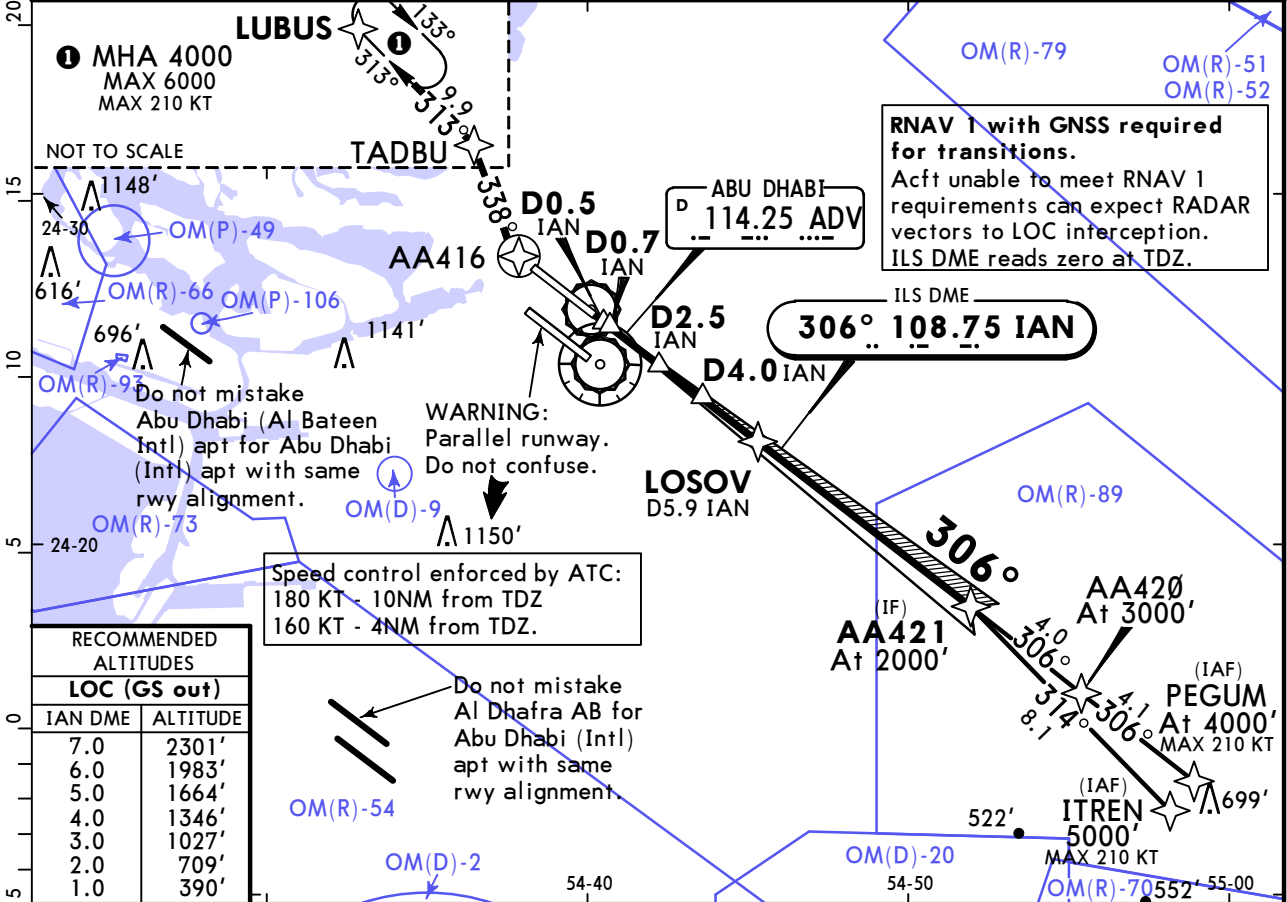 20
LUBUS
133°
1
313°
1 MHA 4000
MAX 6000
MAX 210 KT
9.9
313°
NOT TO SCALE
TADBU
OM(R)-79
OM(R)-51
OM(R)-52
RNAV 1 with GNSS required
for transitions.
Acft unable to meet RNAV 1
requirements can expect RADAR
vectors to LOC interception.
ILS DME reads zero at TDZ.
15
1148'
24-30
OM(P)-49
338°
D0.5
IAN
ABU DHABI
D 114.25 ADV
D0.7
IAN
AA416
616'
OM(R)-66
OM(P)-106
ILS DME
306° 108.75 IAN
696'
1141'
D2.5
IAN
10
OM(R)-93
D4.0 IAN
Do not mistake
Abu Dhabi (Al Bateen
Intl) apt for Abu Dhabi
(Intl) apt with same
rwy alignment.
WARNING:
Parallel runway.
Do not confuse.
LOSOV
D5.9 IAN
OM(R)-89
OM(D)-9
OM(R)-73
1150'
5
24-20
306°
Speed control enforced by ATC:
180 KT - 10NM from TDZ
160 KT - 4NM from TDZ.
AA420
At 3000'
(IF)
AA421
At 2000'
4.0
306°
RECOMMENDED
ALTITUDES
LOC (GS out)
IAN DME ALTITUDE
7.0 2301'
6.0 1983'
5.0 1664'
4.0 1346'
3.0 1027'
2.0 709'
1.0 390'
Do not mistake
Al Dhafra AB for
Abu Dhabi (Intl)
apt with same
rwy alignment.
(IAF)
PEGUM
At 4000'
MAX 210 KT
4.1
306°
314°
8.1
0
699'
(IAF)
ITREN
5000'
MAX 210 KT
OM(R)-54
522'
OM(D)-2
OM(D)-20
5
54-40
54-50
OM(R)-70
552'
55-00